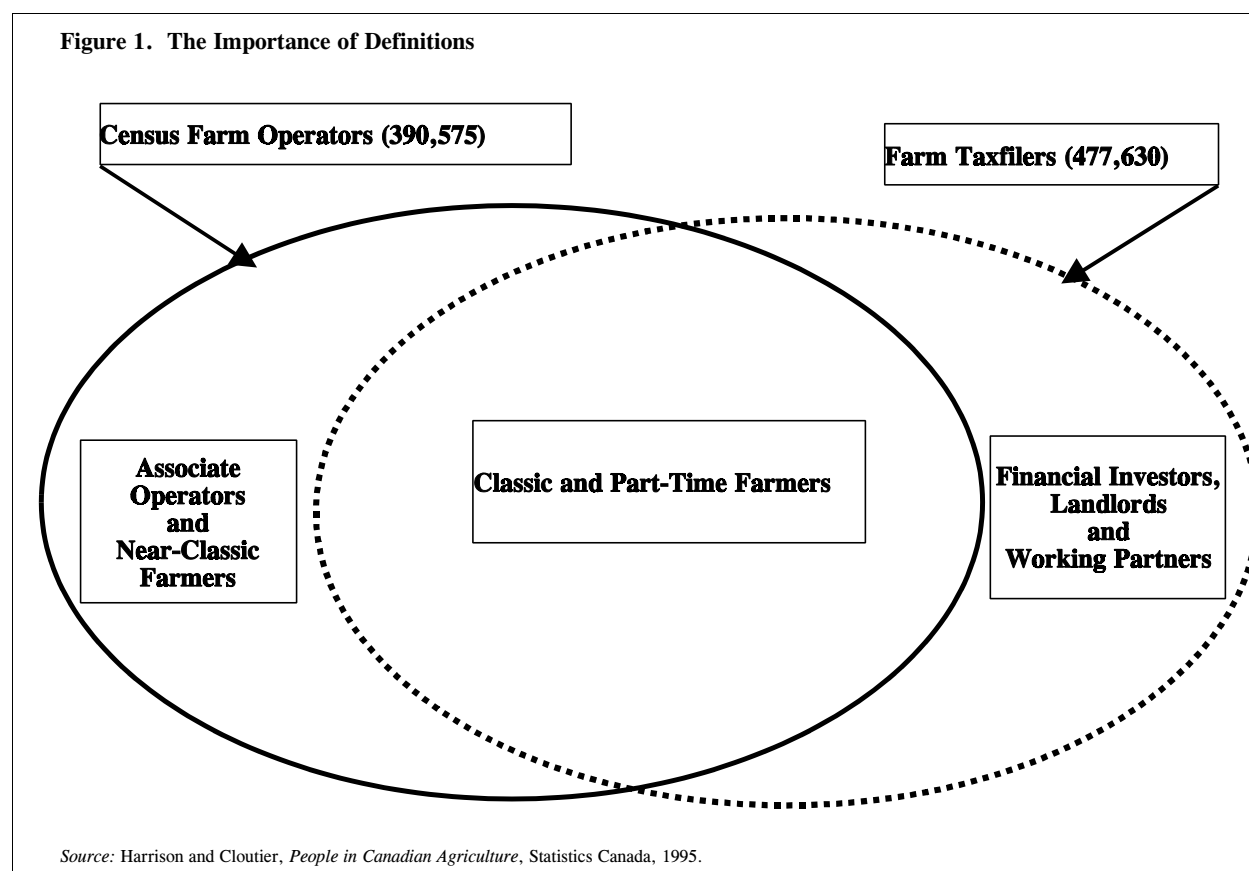 Figure 1. The Importance of Definitions
Census Farm Operators (390,575)
Farm Taxfilers (477,630)
Associate
Operators
and
Near-Classic
Farmers
Classic and Part-Time Farmers
Financial Investors,
Landlords
and
Working Partners
Source: Harrison and Cloutier, People in Canadian Agriculture, Statistics Canada, 1995.